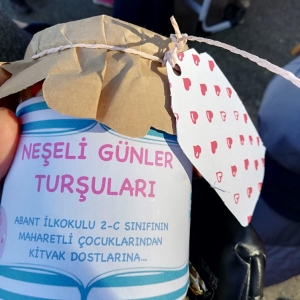 NEŞELİ GÜNLER
TURŞULARI
ABANT İLKOKULU 2-C SINIFININ
MAHARETLİ ÇOCUKLARINDAN
KİTVAK DOSTLARINA...